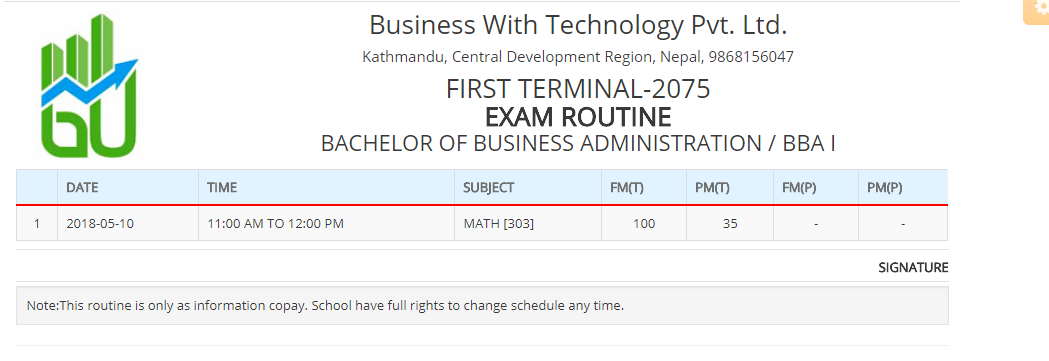 Business With Technology Pvt. Ltd.
Kathmandu, Central Development Region, Nepal, 9868156047
FIRST TERMINAL-2075
EXAM ROUTINE
BACHELOR OF BUSINESS ADMINISTRATION / BBA I
DATE TIME SUBJECT FM(T) PM(T) FM(P) PM(P)
1 2018-05-10 11:00 AM TO 12:00 PM MATH [303] 100 35 - -
SIGNATURE
Note:This routine is only as information copay. School have full rights to change schedule any time.